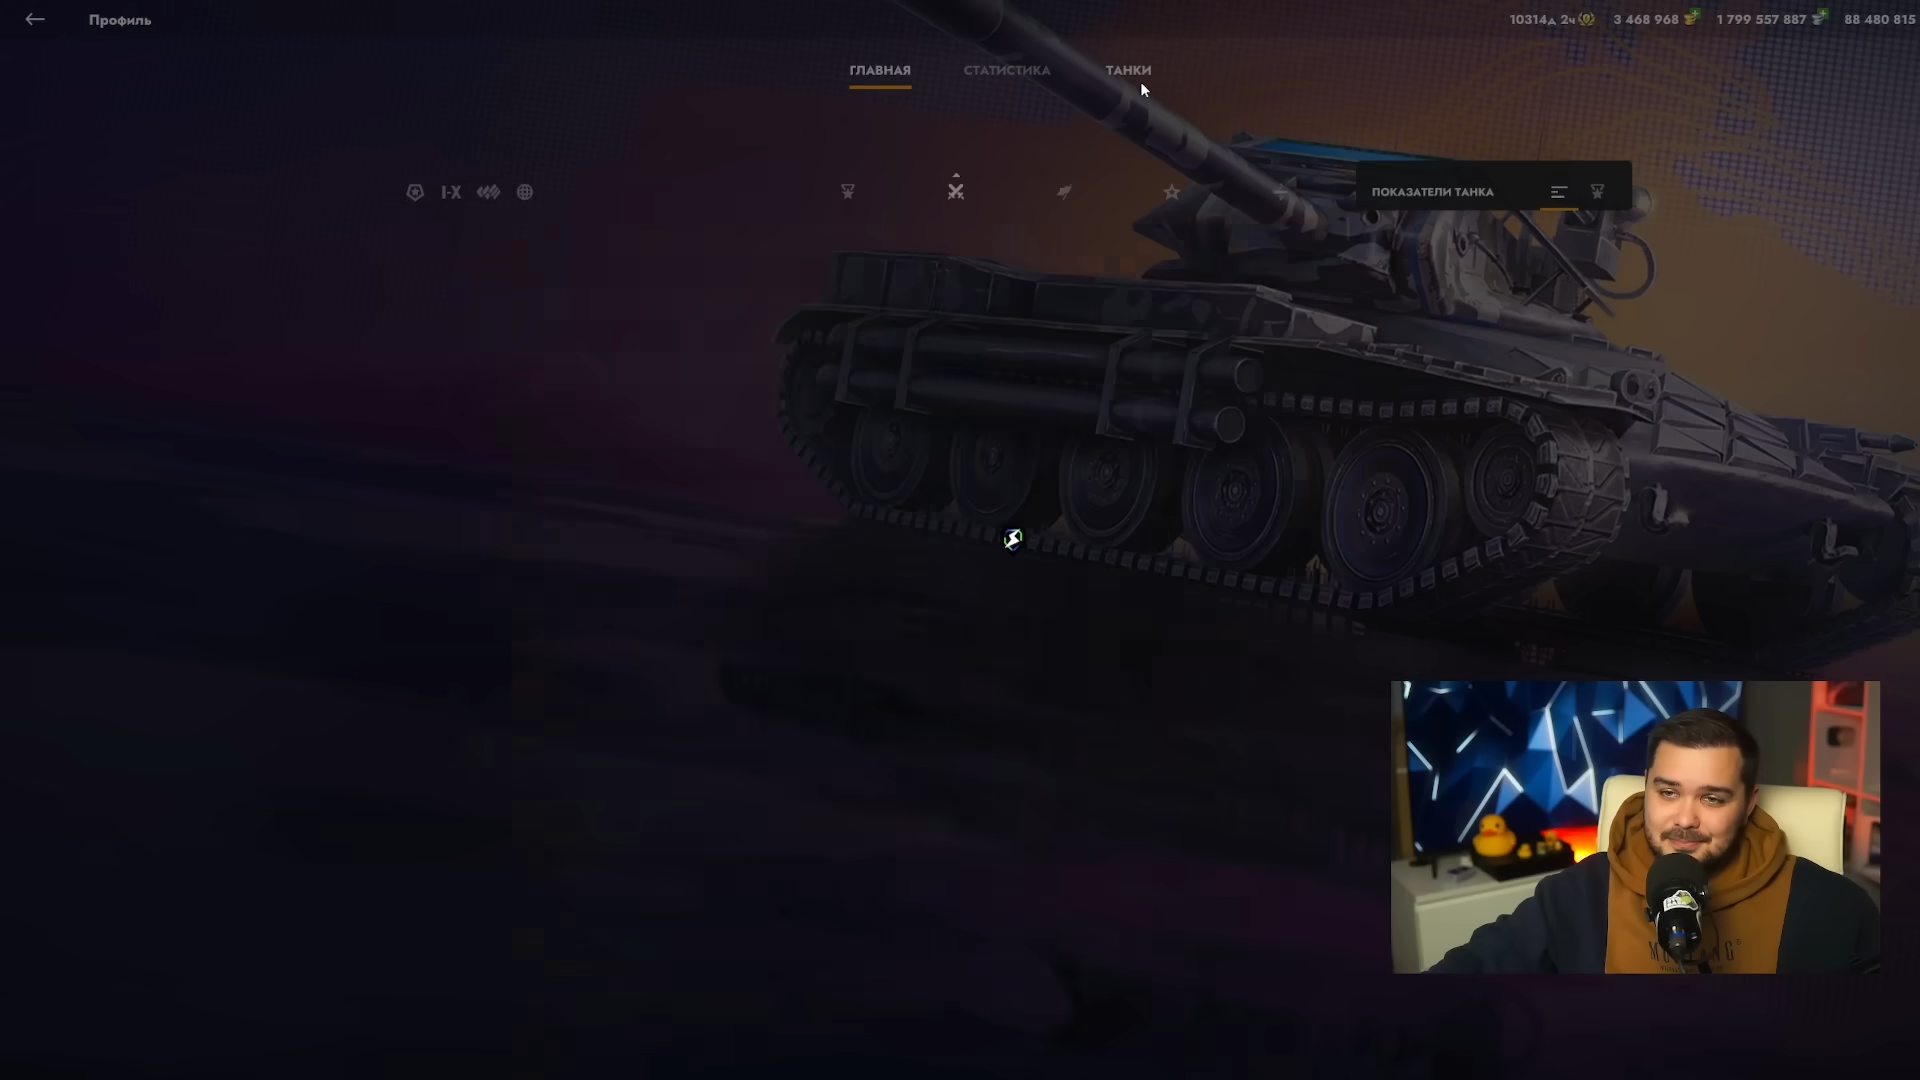 Профиль
10314д 2ч
3 468 968
1 799 557 887
88 480 815
ГЛАВНАЯ
СТАТИСТИКА
ТАНКИ
I-X
ПОКАЗАТЕЛИ ТАНКА